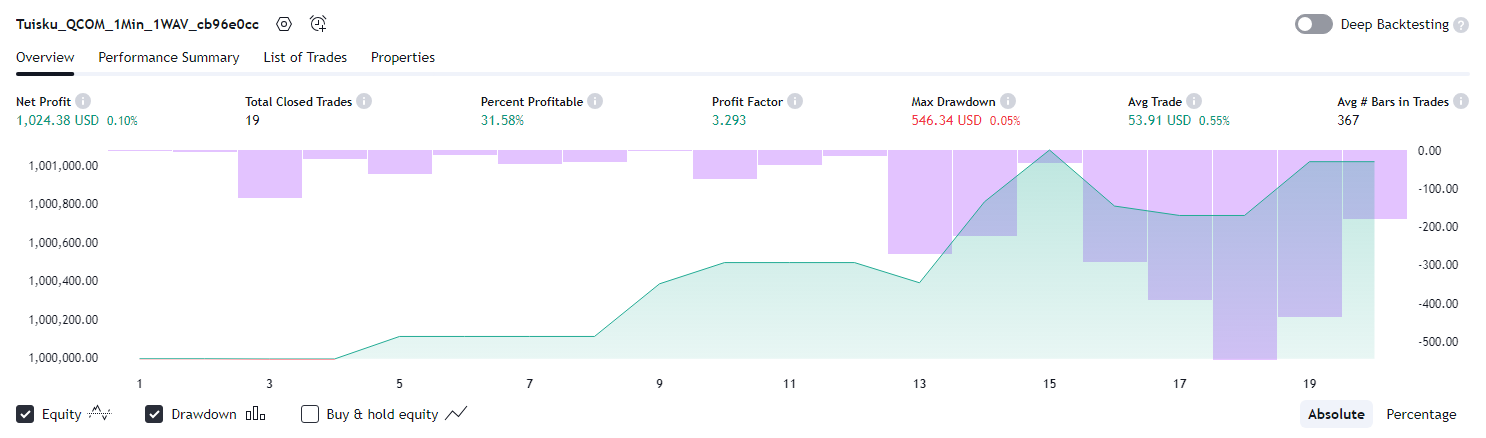 Tuisku_QCOM_1Min_1WAV_cb96e0cc
Deep Backtesting ?
Overview Performance Summary List of Trades Properties
Net Profit Total Closed Trades Percent Profitable Profit Factor Max Drawdown Avg Trade Avg # Bars in Trades
1,024.38 USD 0.10% 19 31.58% 3.293 546.34 USD 0.05% 53.91 USD 0.55% 367
1,001,000.00 0.00
1,000,800.00 -100.00
1,000,600.00 -200.00
1,000,400.00 -300.00
1,000,200.00 -400.00
1,000,000.00 -500.00
1 3 5 7 9 11 13 15 17 19
Equity Drawdown Buy & hold equity Absolute Percentage